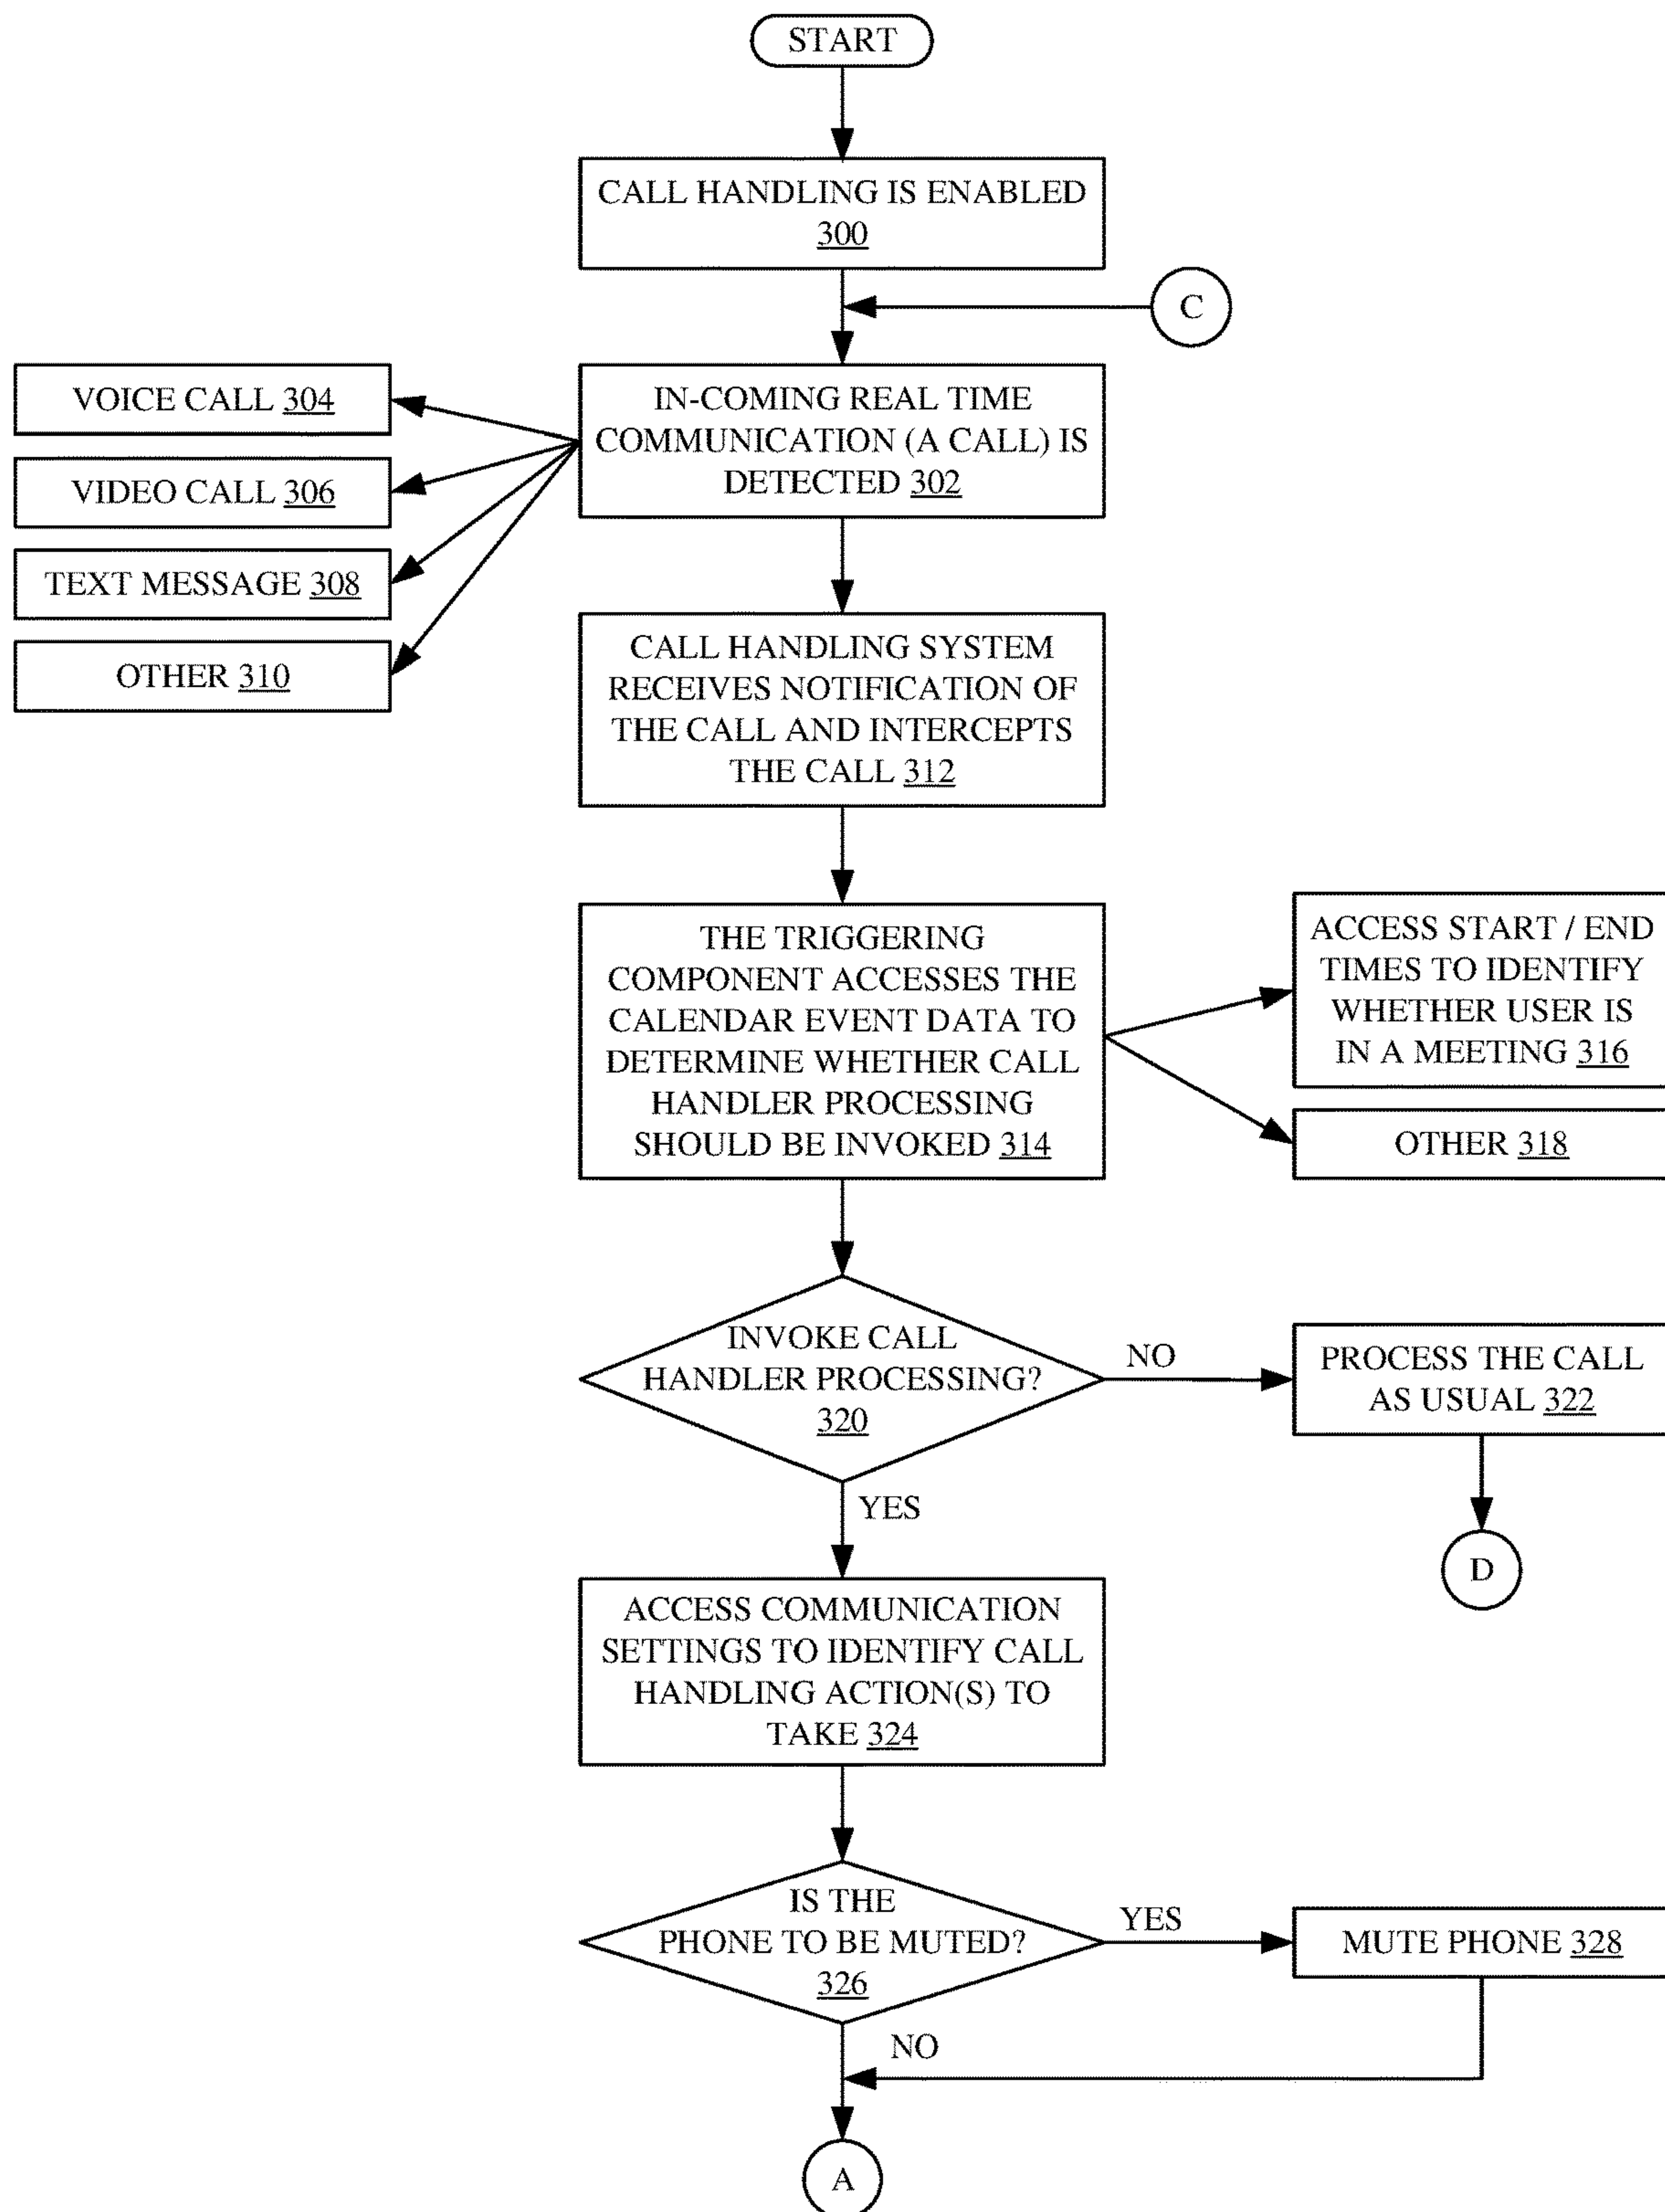 START
CALL HANDLING IS ENABLED
300
C
IN-COMING REAL TIME
COMMUNICATION (A CALL) IS
DETECTED 302
VOICE CALL 304
VIDEO CALL 306
TEXT MESSAGE 308
OTHER 310
CALL HANDLING SYSTEM
RECEIVES NOTIFICATION OF
THE CALL AND INTERCEPTS
THE CALL 312
THE TRIGGERING
COMPONENT ACCESSES THE
CALENDAR EVENT DATA TO
DETERMINE WHETHER CALL
HANDLER PROCESSING
SHOULD BE INVOKED 314
ACCESS START / END
TIMES TO IDENTIFY
WHETHER USER IS
IN A MEETING 316
OTHER 318
INVOKE CALL
HANDLER PROCESSING?
320
NO
PROCESS THE CALL
AS USUAL 322
D
YES
ACCESS COMMUNICATION
SETTINGS TO IDENTIFY CALL
HANDLING ACTION(S) TO
TAKE 324
IS THE
PHONE TO BE MUTED?
326
YES
MUTE PHONE 328
NO
A